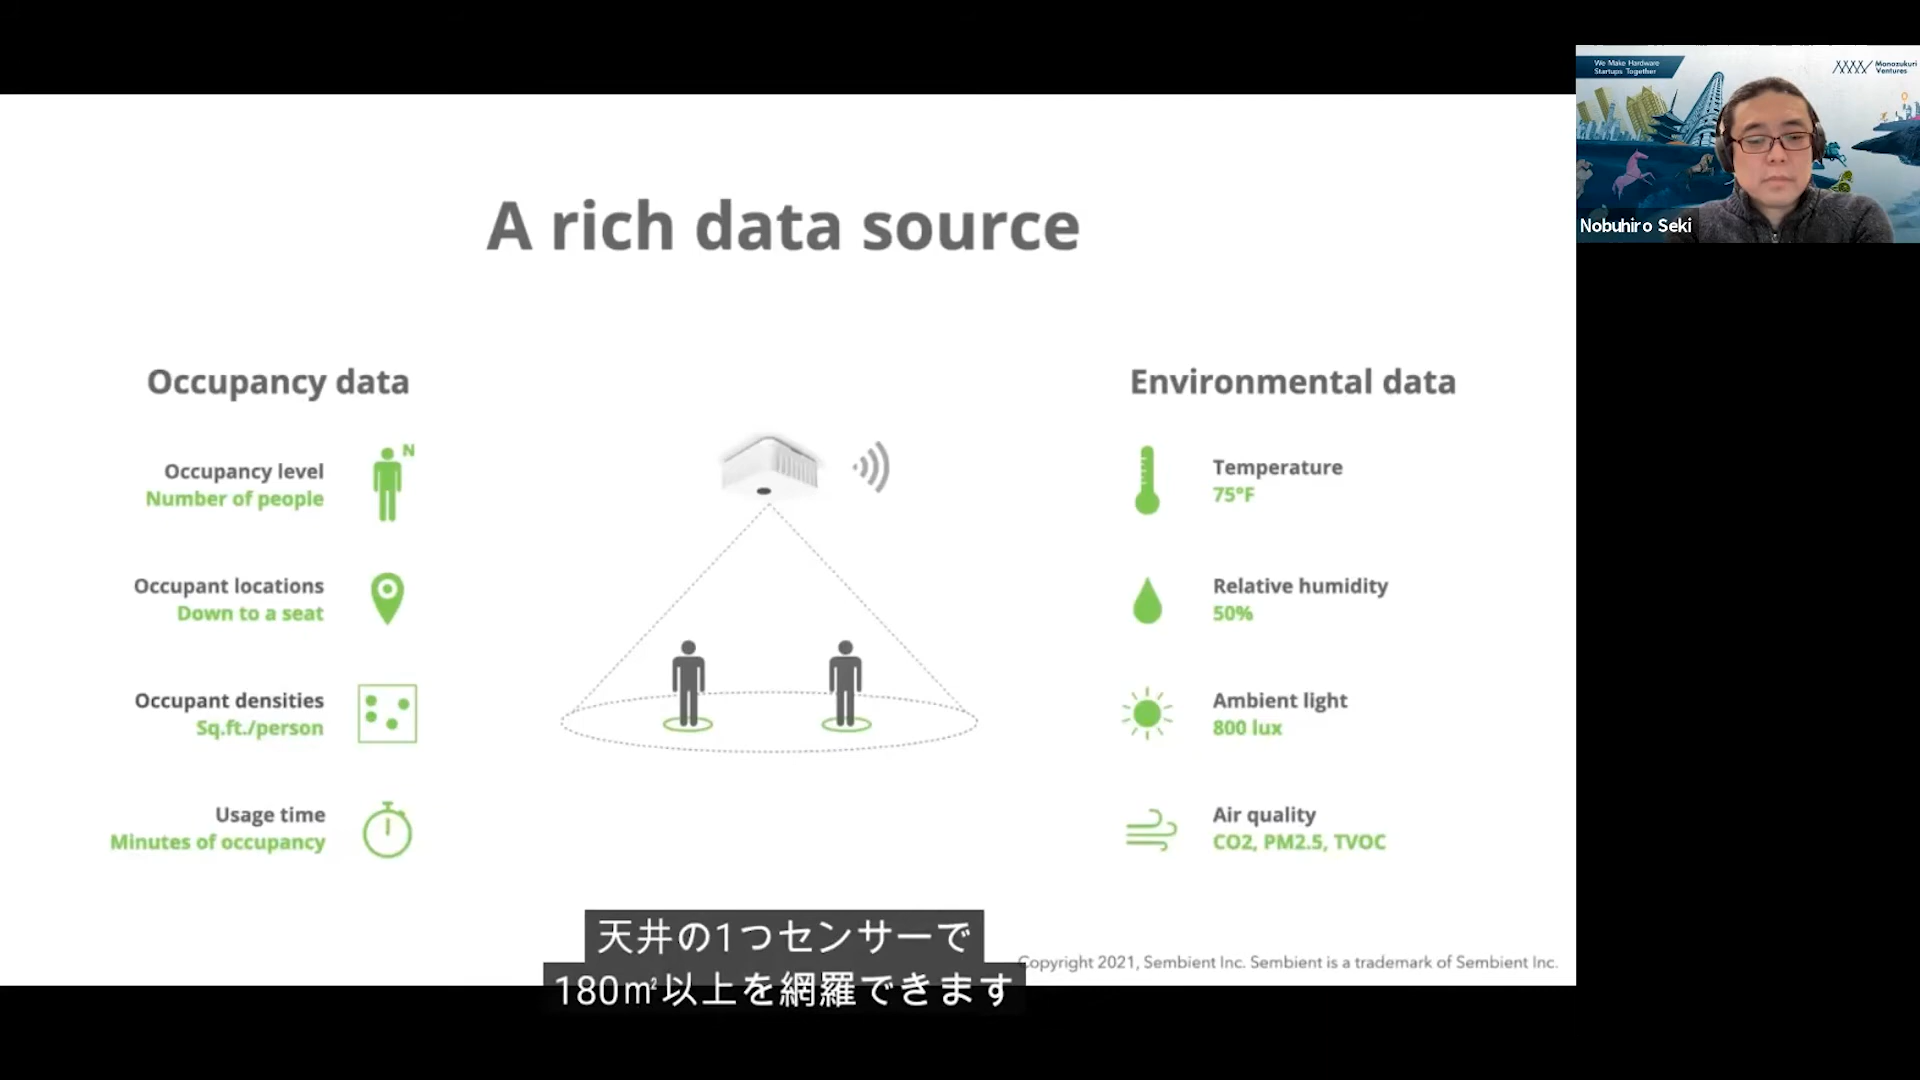 We Make Hardware
Startups Together
Monozukuri
Ventures
Nobuhiro Seki
A rich data source
Occupancy data
Occupancy level
Number of people
N
Occupant locations
Down to a seat
Occupant densities
Sq.ft./person
Usage time
Minutes of occupancy
Environmental data
Temperature
75°F
Relative humidity
50%
Ambient light
800 lux
Air quality
CO2, PM2.5, TVOC
天井の1つセンサーで
180㎡以上を網羅できます
Copyright 2021, Sembient Inc. Sembient is a trademark of Sembient Inc.